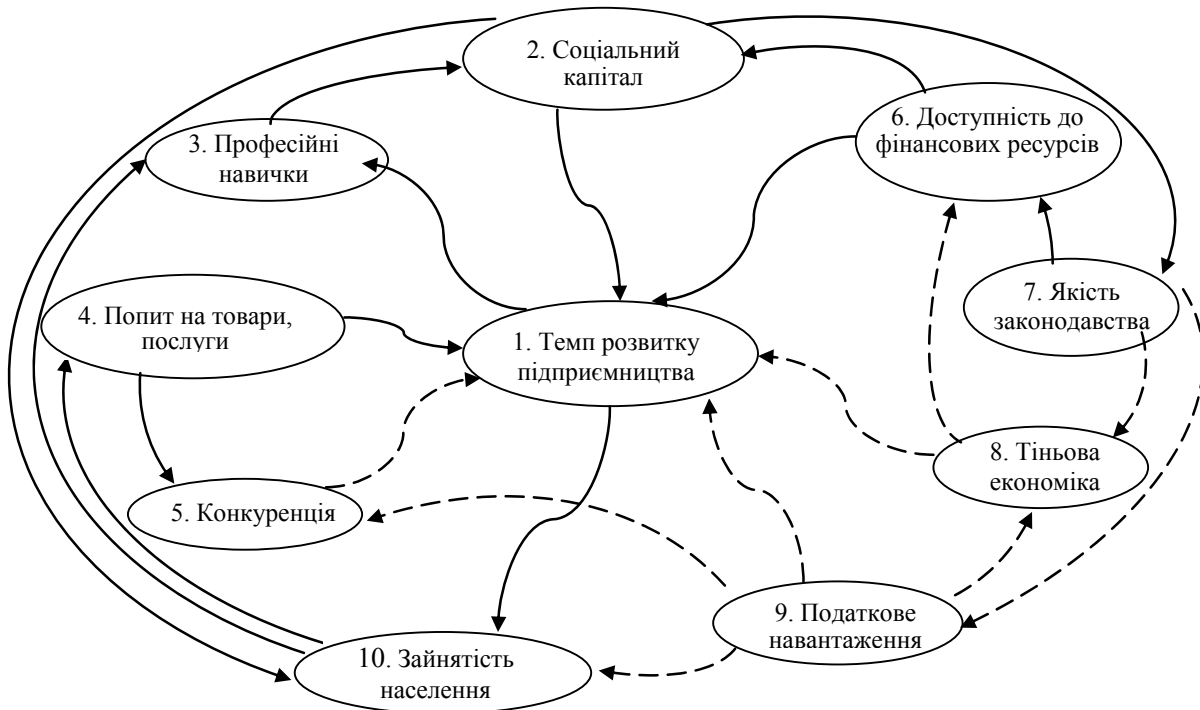 2. Соціальний
капітал
3. Професійні
навички
6. Доступність до
фінансових ресурсів
4. Попит на товари,
послуги
7. Якість
законодавства
1. Темп розвитку
підприємництва
8. Тіньова
економіка
5. Конкуренція
9. Податкове
навантаження
10. Зайнятість
населення